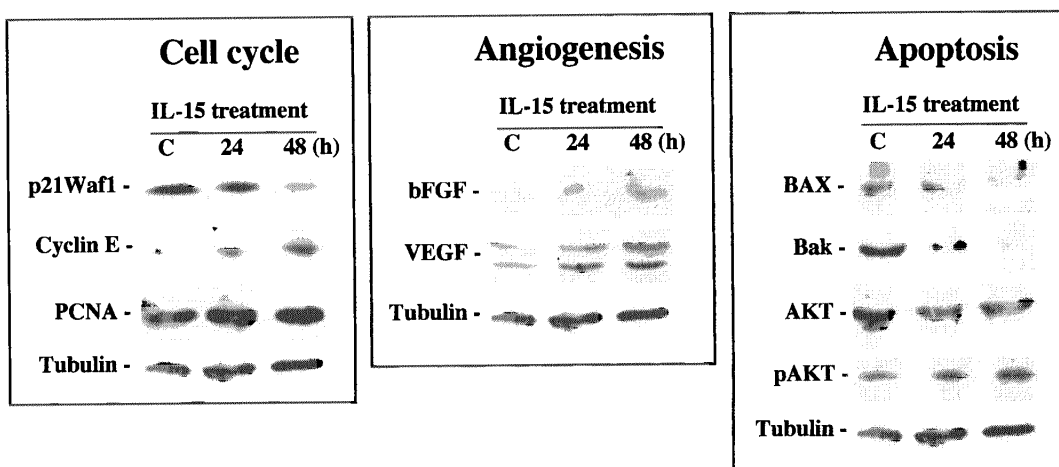 Cell cycle
IL-15 treatment
C 24 48 (h)
p21Waf1 -
Cyclin E -
PCNA -
Tubulin -
Angiogenesis
IL-15 treatment
C 24 48 (h)
bFGF -
VEGF -
Tubulin -
Apoptosis
IL-15 treatment
C 24 48 (h)
BAX -
Bak -
AKT -
pAKT -
Tubulin -